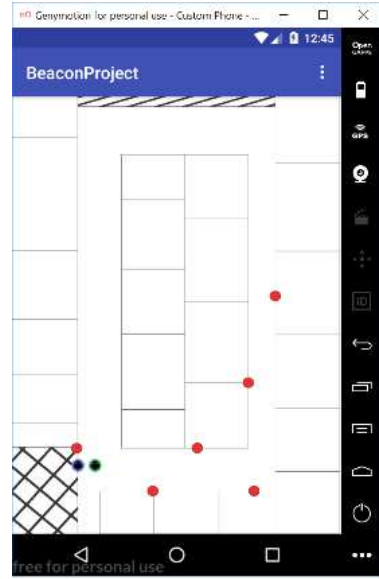 Genymotion for personal use - Custom Phone - ...
12:45
BeaconProject
Open
GAPPS
GPS
ID
free for personal use